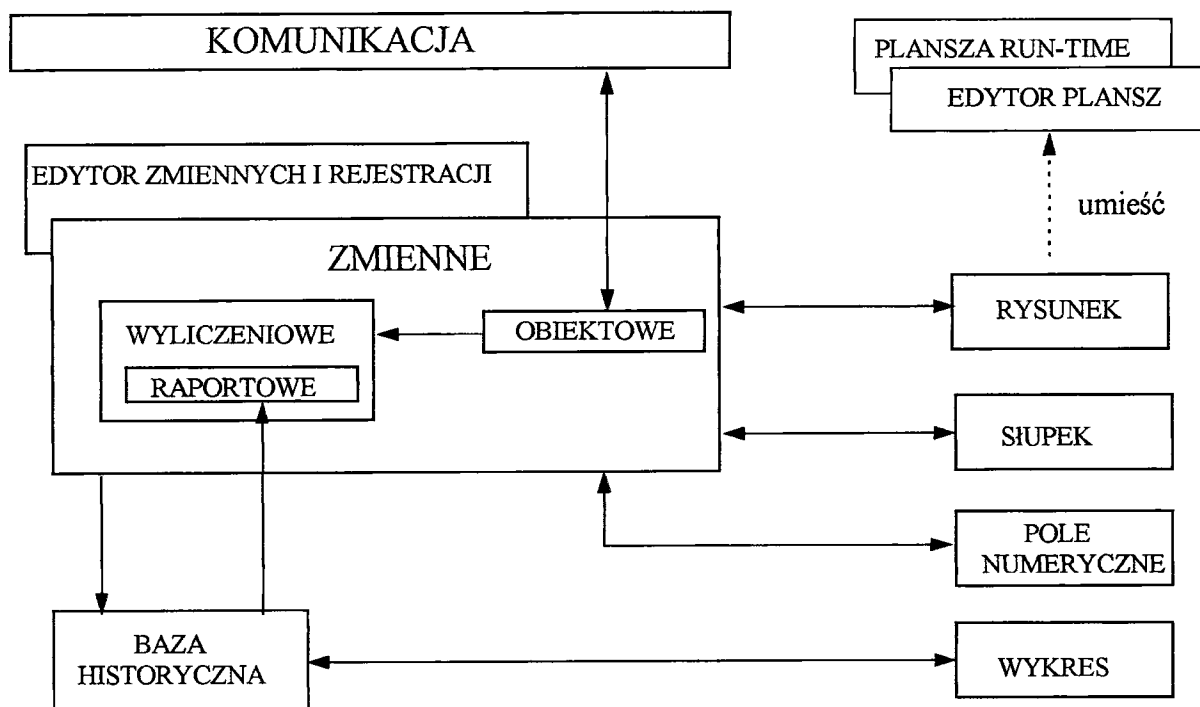 KOMUNIKACJA
PLANSZA RUN-TIME
EDYTOR PLANSZ
EDYTOR ZMIENNYCH I REJESTRACJI
umieść
ZMIENNE
WYLICZENIOWE
OBIEKTOWE
RYSUNEK
RAPORTOWE
SŁUPEK
POLE
NUMERYCZNE
BAZA
HISTORYCZNA
WYKRES